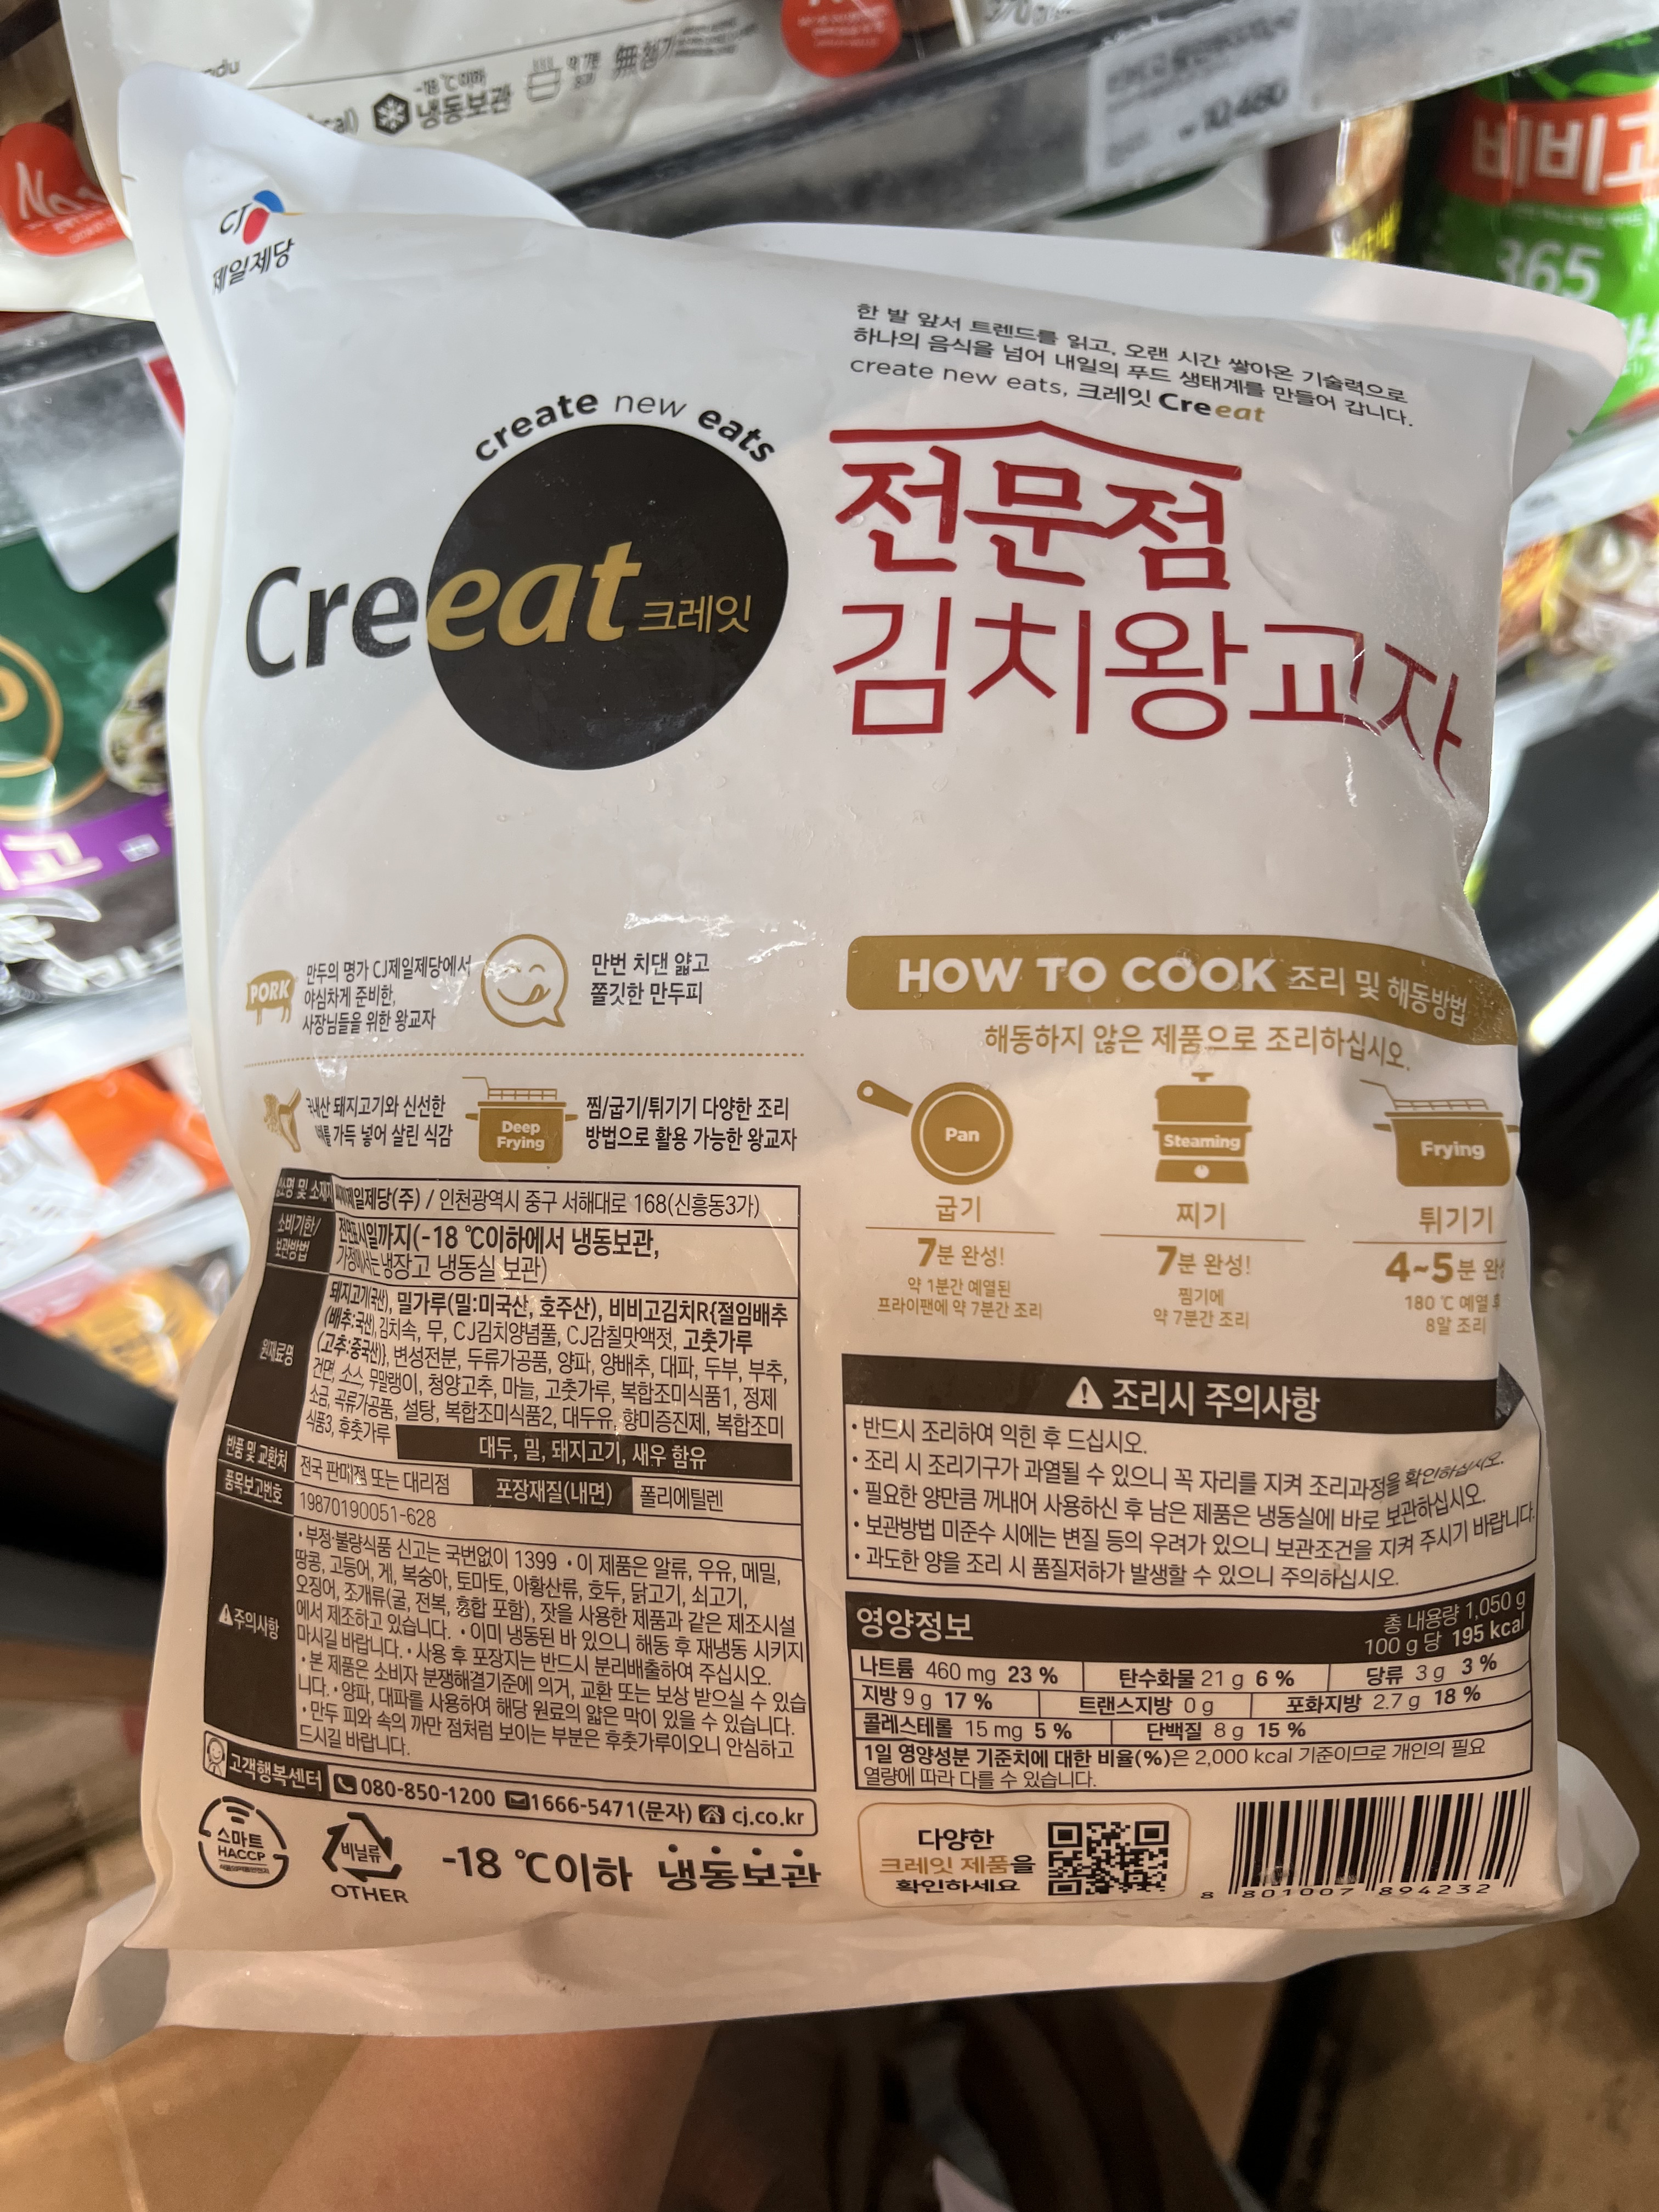 -18 ℃이하
냉동보관
10,480
비비고
365
CJ
제일제당
한 발 앞서 트렌드를 읽고, 오랜 시간 쌓아온 기술력으로
하나의 음식을 넘어 내일의 푸드 생태계를 만들어 갑니다.
create new eats, 크레잇 Creeat
create new eats
Creeat 크레잇
전문점
김치왕교자
PORK
만두의 명가 CJ제일제당에서
야심차게 준비한,
사장님들을 위한 왕교자
만번 치댄 얇고
쫄깃한 만두피
국내산 돼지고기와 신선한
가득 넣어 살린 식감
Deep
Frying
찜/굽기/튀기기 다양한 조리
방법으로 활용 가능한 왕교자
HOW TO COOK 조리 및 해동방법
해동하지 않은 제품으로 조리하십시오.
Pan
굽기
7분 완성!
약 1분간 예열된
프라이팬에 약 7분간 조리
Steaming
찌기
7분 완성!
찜기에
약 7분간 조리
Frying
튀기기
4~5분 완성
180 ℃ 예열 후
8알 조리
업소명 및 소재지 씨제이제일제당(주) / 인천광역시 중구 서해대로 168(신흥동3가)
소비기한/
보관방법
전면표시일까지(-18 ℃이하에서 냉동보관,
가정에서는 냉장고 냉동실 보관)
원재료명
돼지고기(국산), 밀가루(밀:미국산, 호주산), 비비고김치R{절임배추
(배추:국산), 김치속, 무, CJ김치양념풀, CJ감칠맛액젓, 고춧가루
(고추:중국산)}, 변성전분, 두류가공품, 양파, 양배추, 대파, 두부, 부추,
건면, 소스, 무말랭이, 청양고추, 마늘, 고춧가루, 복합조미식품1, 정제
소금, 곡류가공품, 설탕, 복합조미식품2, 대두유, 향미증진제, 복합조미
식품3, 후춧가루
대두, 밀, 돼지고기, 새우 함유
반품 및 교환처 전국 판매점 또는 대리점 포장재질(내면) 폴리에틸렌
품목보고번호 19870190051-628
주의사항
• 부정·불량식품 신고는 국번없이 1399 • 이 제품은 알류, 우유, 메밀,
땅콩, 고등어, 게, 복숭아, 토마토, 아황산류, 호두, 닭고기, 쇠고기,
오징어, 조개류(굴, 전복, 홍합 포함), 잣을 사용한 제품과 같은 제조시설
에서 제조하고 있습니다. • 이미 냉동된 바 있으니 해동 후 재냉동 시키지
마시길 바랍니다. • 사용 후 포장지는 반드시 분리배출하여 주십시오.
• 본 제품은 소비자 분쟁해결기준에 의거, 교환 또는 보상 받으실 수 있습
니다. • 양파, 대파를 사용하여 해당 원료의 얇은 막이 있을 수 있습니다.
• 만두 피와 속의 까만 점처럼 보이는 부분은 후춧가루이오니 안심하고
드시길 바랍니다.
고객행복센터 080-850-1200 1666-5471(문자) cj.co.kr
스마트
HACCP
비닐류
OTHER
-18 ℃이하 냉동보관
조리시 주의사항
• 반드시 조리하여 익힌 후 드십시오.
• 조리 시 조리기구가 과열될 수 있으니 꼭 자리를 지켜 조리과정을 확인하십시오.
• 필요한 양만큼 꺼내어 사용하신 후 남은 제품은 냉동실에 바로 보관하십시오.
• 보관방법 미준수 시에는 변질 등의 우려가 있으니 보관조건을 지켜 주시기 바랍니다.
• 과도한 양을 조리 시 품질저하가 발생할 수 있으니 주의하십시오.
영양정보
총 내용량 1,050 g
100 g 당 195 kcal
나트륨 460 mg 23 % 탄수화물 21 g 6 % 당류 3 g 3 %
지방 9 g 17 % 트랜스지방 0 g 포화지방 2.7 g 18 %
콜레스테롤 15 mg 5 % 단백질 8 g 15 %
1일 영양성분 기준치에 대한 비율(%)은 2,000 kcal 기준이므로 개인의 필요
열량에 따라 다를 수 있습니다.
다양한
크레잇 제품을
확인하세요
8 801007 894232